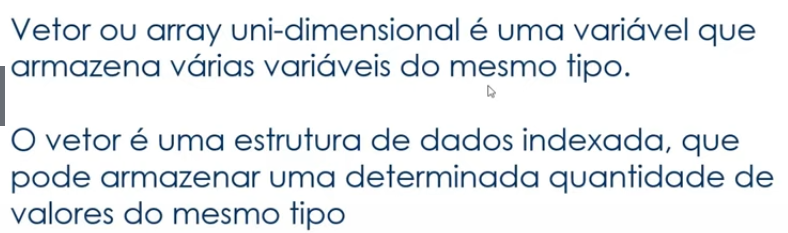 Vetor ou array uni-dimensional é uma variável que
armazena várias variáveis do mesmo tipo.
O vetor é uma estrutura de dados indexada, que
pode armazenar uma determinada quantidade de
valores do mesmo tipo